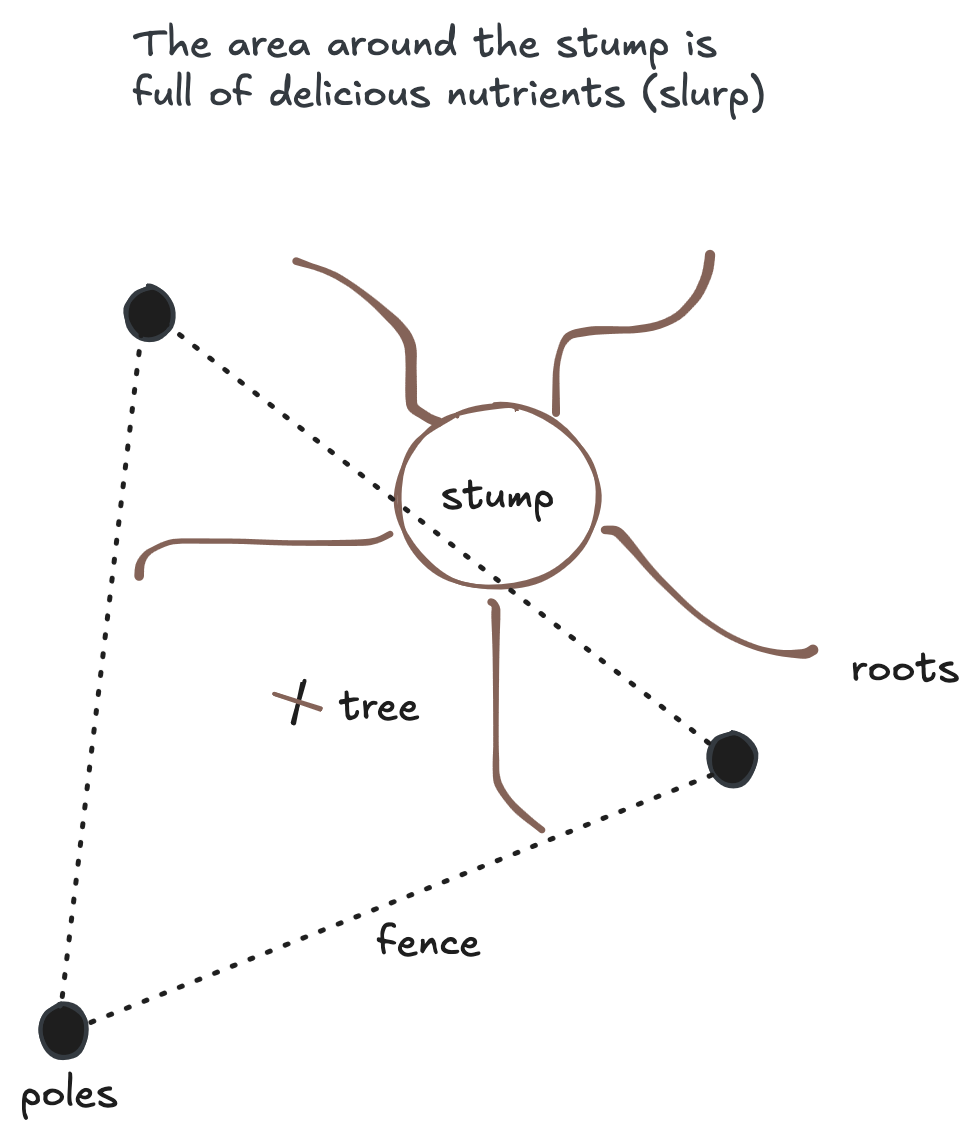 The area around the stump is
full of delicious nutrients (slurp)
stump
roots
tree
fence
poles